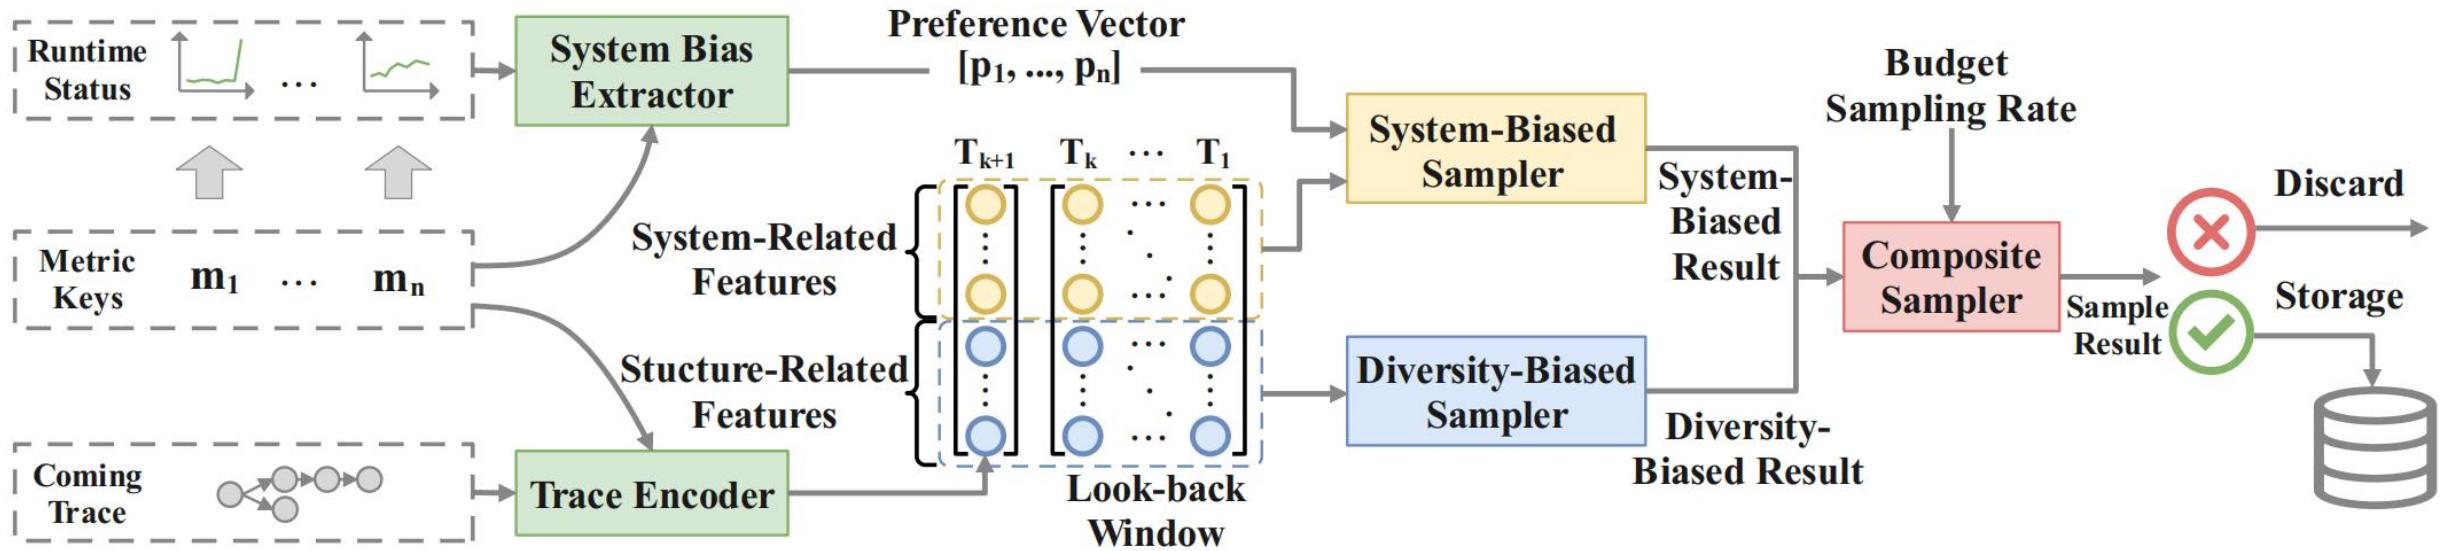 Runtime
Status
...
System Bias
Extractor
Preference Vector
[p1, ..., pn]
Metric
Keys
m1 ... mn
Coming
Trace
Trace Encoder
System-Related
Features
Stucture-Related
Features
Tk+1 Tk ... T1
Look-back
Window
System-Biased
Sampler
Diversity-Biased
Sampler
System-
Biased
Result
Diversity-
Biased Result
Budget
Sampling Rate
Composite
Sampler
Sample
Result
Discard
Storage